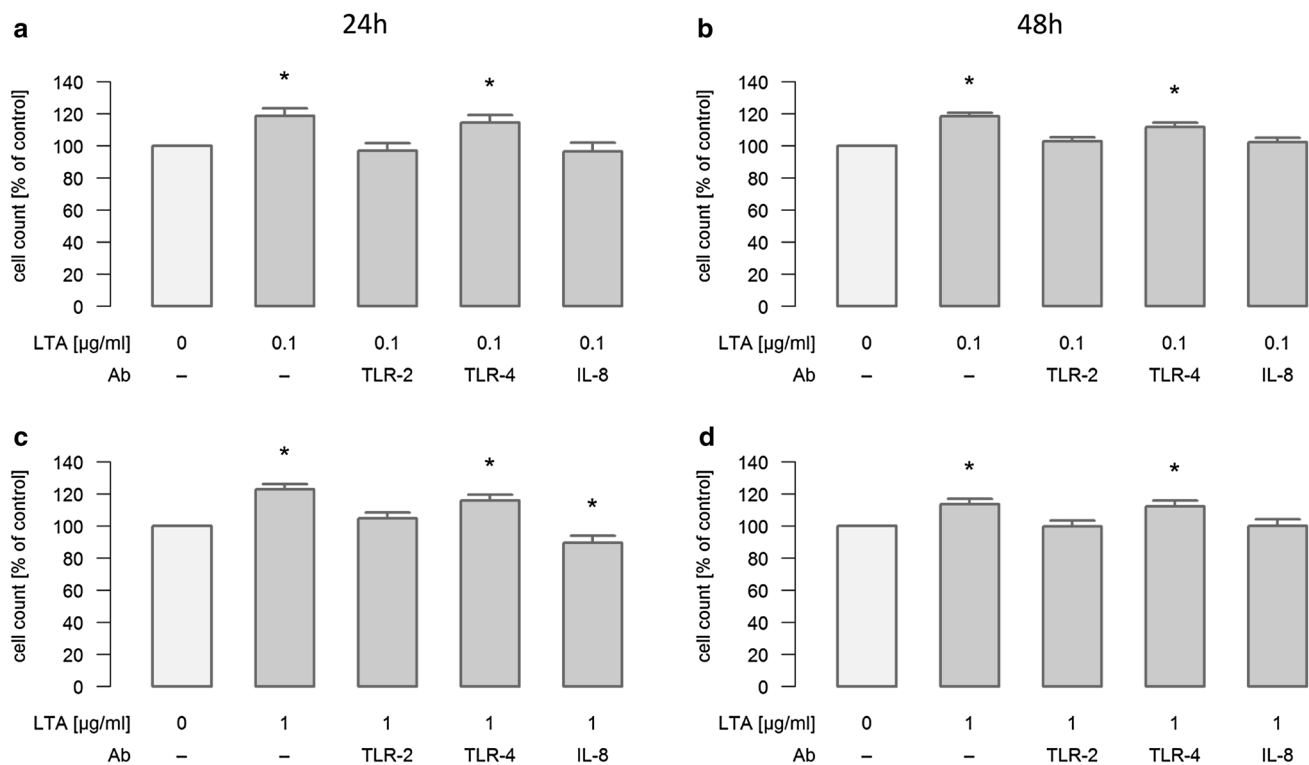 a 24h
cell count [% of control]
140
120
100
80
60
40
20
0
* *
LTA [µg/ml] 0 0.1 0.1 0.1 0.1
Ab – – TLR-2 TLR-4 IL-8
b 48h
cell count [% of control]
140
120
100
80
60
40
20
0
* *
LTA [µg/ml] 0 0.1 0.1 0.1 0.1
Ab – – TLR-2 TLR-4 IL-8
c
cell count [% of control]
140
120
100
80
60
40
20
0
* * *
LTA [µg/ml] 0 1 1 1 1
Ab – – TLR-2 TLR-4 IL-8
d
cell count [% of control]
140
120
100
80
60
40
20
0
* *
LTA [µg/ml] 0 1 1 1 1
Ab – – TLR-2 TLR-4 IL-8